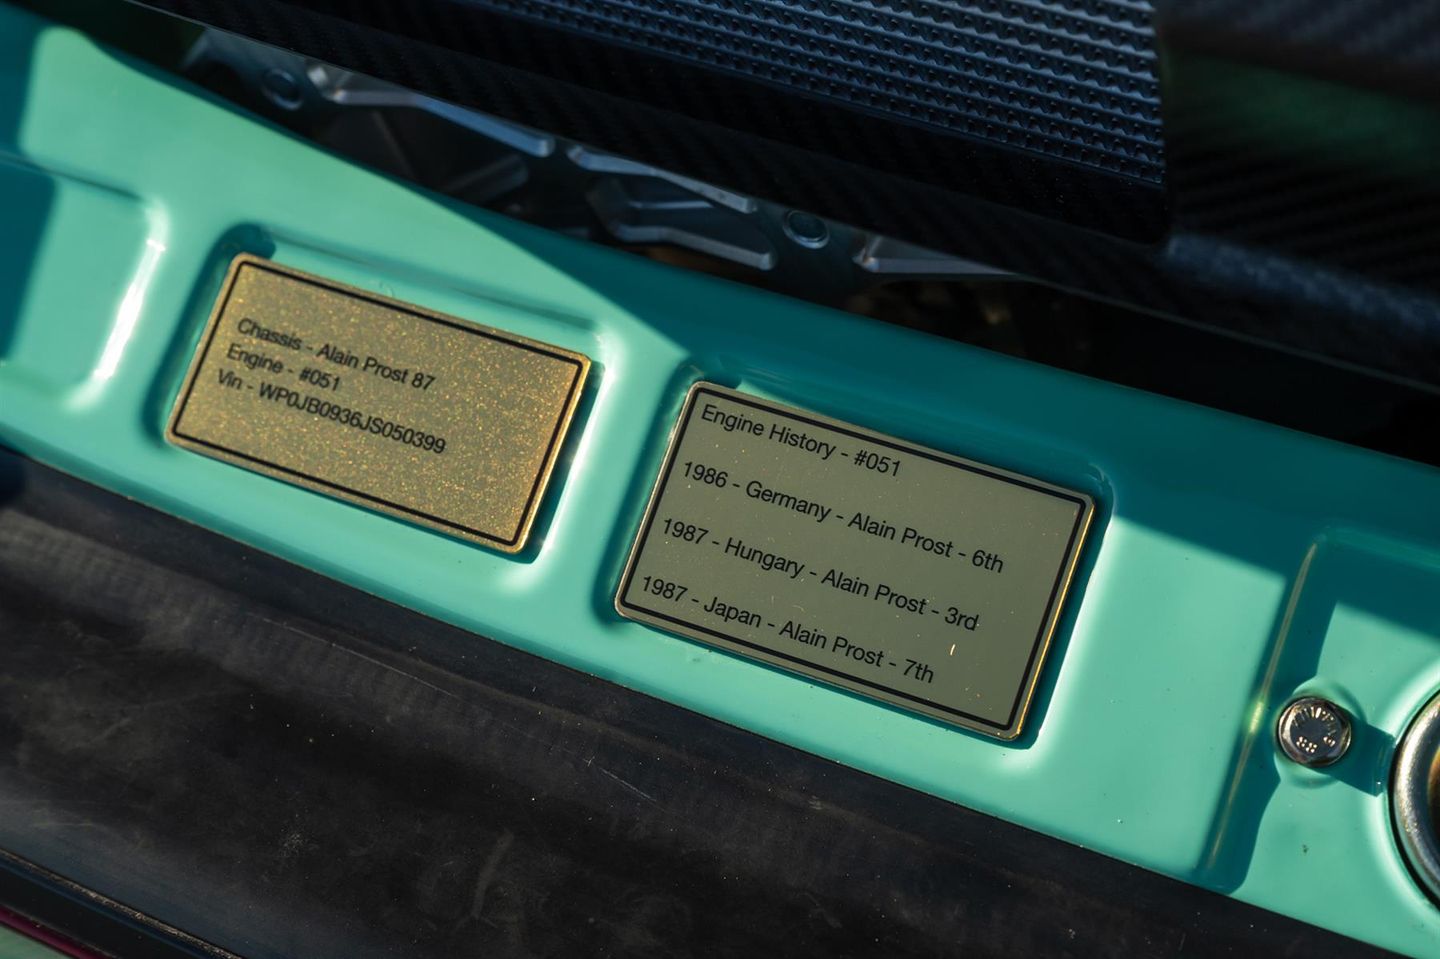 Chassis - Alain Prost 87
Engine - #051
Vin - WP0JB0936JS050399
Engine History - #051
1986 - Germany - Alain Prost - 6th
1987 - Hungary - Alain Prost - 3rd
1987 - Japan - Alain Prost - 7th